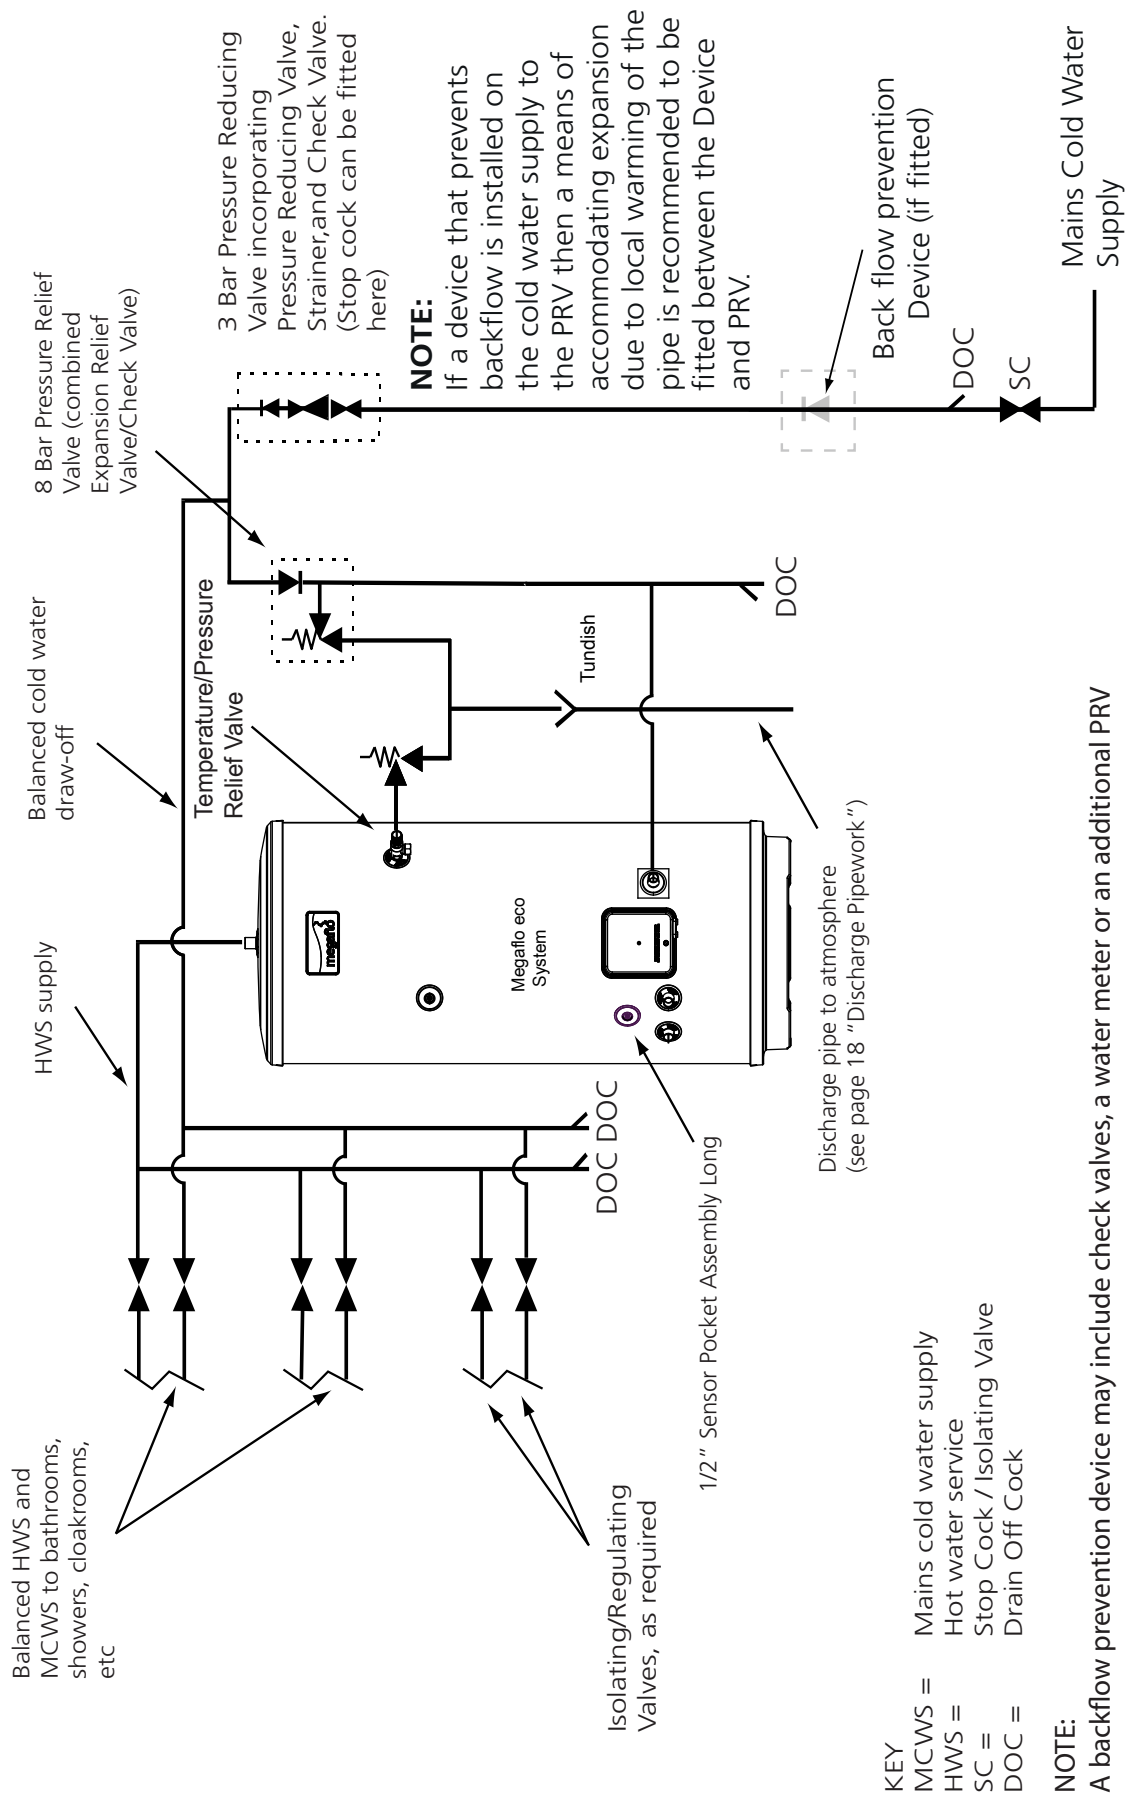 Balanced HWS and
MCWS to bathrooms,
showers, cloakrooms,
etc
HWS supply
Balanced cold water
draw-off
8 Bar Pressure Relief
Valve (combined
Expansion Relief
Valve/Check Valve)
3 Bar Pressure Reducing
Valve incorporating
Pressure Reducing Valve,
Strainer,and Check Valve.
(Stop cock can be fitted
here)
NOTE:
If a device that prevents
backflow is installed on
the cold water supply to
the PRV then a means of
accommodating expansion
due to local warming of the
pipe is recommended to be
fitted between the Device
and PRV.
Temperature/Pressure
Relief Valve
megaflo
Megaflo eco
System
Tundish
DOC
DOC DOC
Back flow prevention
Device (if fitted)
DOC
SC
Mains Cold Water
Supply
Isolating/Regulating
Valves, as required
1/2" Sensor Pocket Assembly Long
Discharge pipe to atmosphere
(see page 18 "Discharge Pipework")
KEY
MCWS = Mains cold water supply
HWS = Hot water service
SC = Stop Cock / Isolating Valve
DOC = Drain Off Cock
NOTE:
A backflow prevention device may include check valves, a water meter or an additional PRV